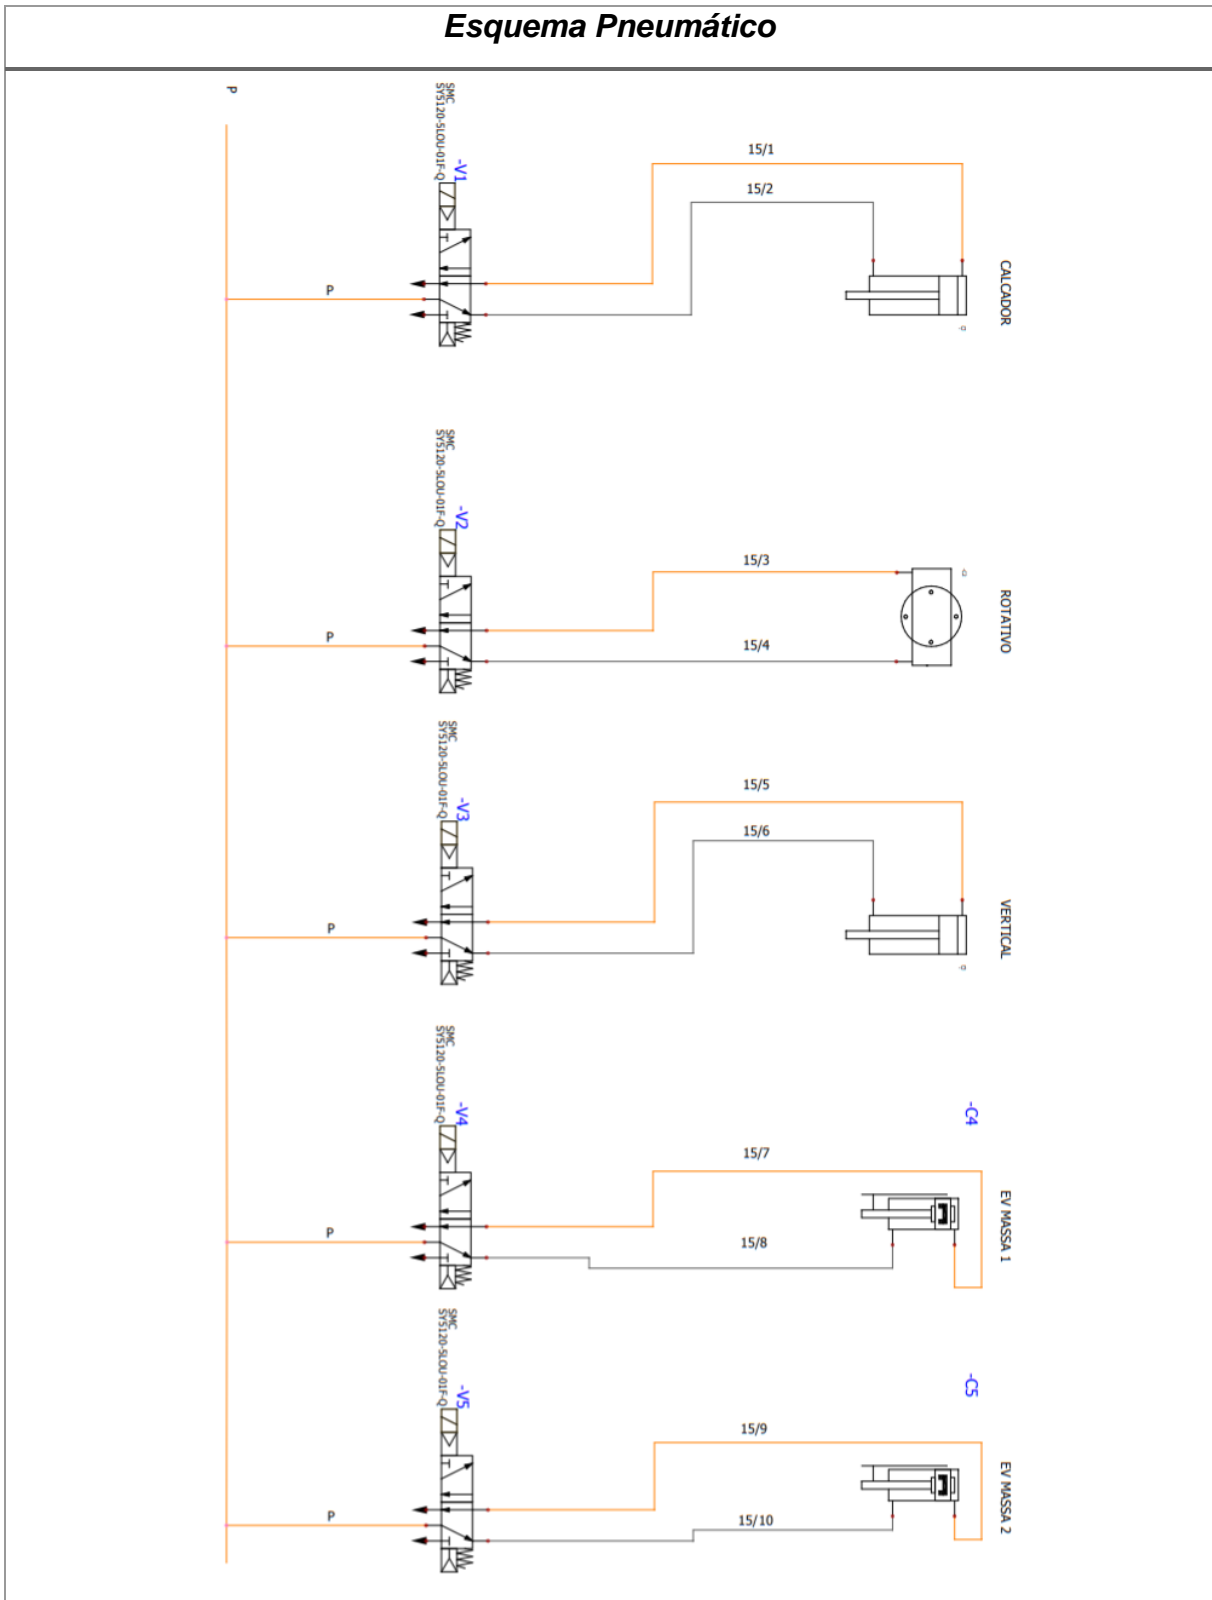 Esquema Pneumático
P
SMC
SY5120-5LOU-01F-Q
-V1
15/1
15/2
P
CALCADOR
SMC
SY5120-5LOU-01F-Q
-V2
15/3
15/4
P
ROTATIVO
SMC
SY5120-5LOU-01F-Q
-V3
15/5
15/6
P
VERTICAL
SMC
SY5120-5LOU-01F-Q
-V4
-C4
15/7
15/8
P
EV MASSA 1
SMC
SY5120-5LOU-01F-Q
-V5
-C5
15/9
15/10
P
EV MASSA 2